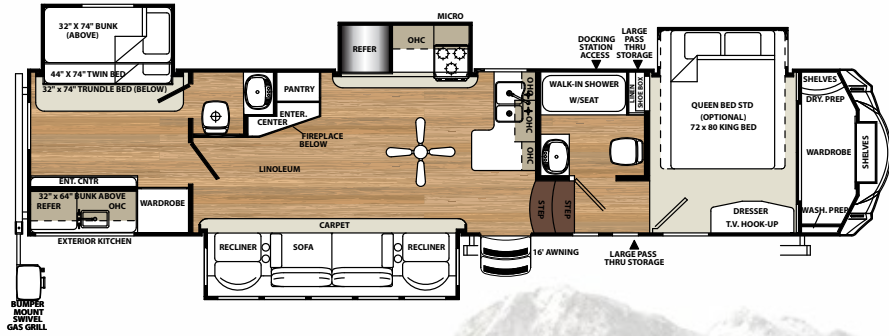 32" X 74" BUNK
(ABOVE)
44" X 74" TWIN BED
32" X 74" TRUNDLE BED (BELOW)
PANTRY
ENTER.
CENTER
FIREPLACE
BELOW
LINOLEUM
MICRO
REFER
OHC
OHC
OHC
OHC
DOCKING
STATION
ACCESS
LARGE
PASS
THRU
STORAGE
WALK-IN SHOWER
W/SEAT
LINEN
SHOE BOX
QUEEN BED STD
(OPTIONAL)
72 x 80 KING BED
SHELVES
DRY. PREP
WARDROBE
SHELVES
WASH. PREP
DRESSER
T.V. HOOK-UP
ENT. CNTR
32" x 64" BUNK ABOVE
REFER
OHC
WARDROBE
EXTERIOR KITCHEN
CARPET
RECLINER
SOFA
RECLINER
STEP
STEP
16' AWNING
LARGE PASS
THRU STORAGE
BUMPER
MOUNT
SWIVEL
GAS GRILL